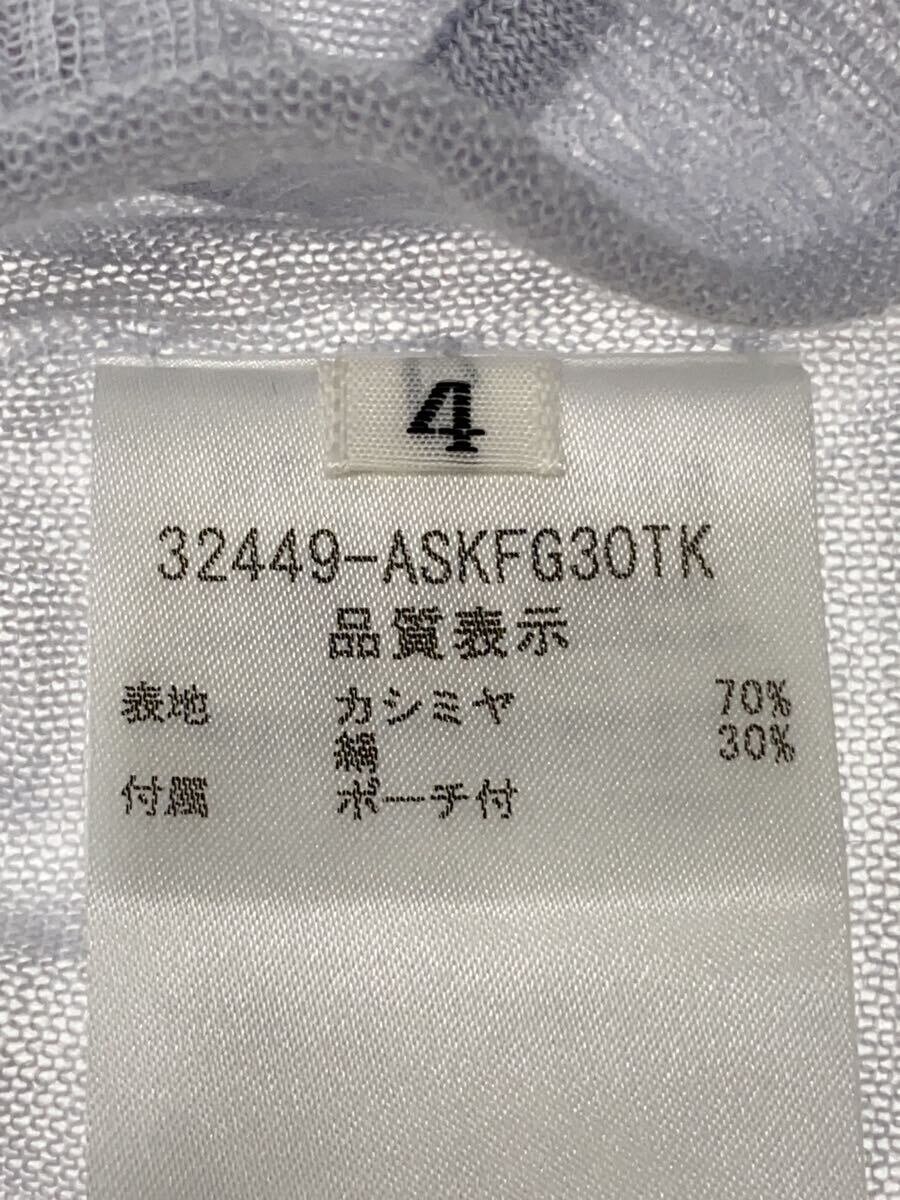 4
32449-ASKFG30TK
品質表示
表地 カシミヤ 70%
絹 30%
付属 ポーチ付